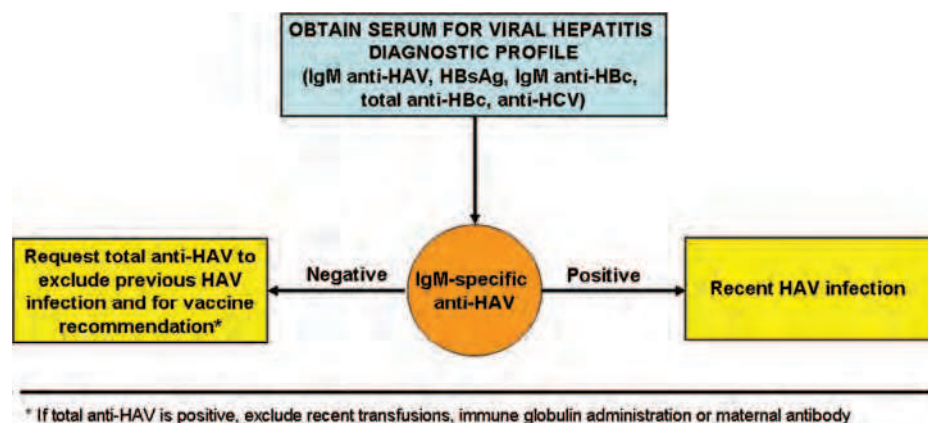 OBTAIN SERUM FOR VIRAL HEPATITIS
DIAGNOSTIC PROFILE
(IgM anti-HAV, HBsAg, IgM anti-HBc,
total anti-HBc, anti-HCV)
Request total anti-HAV to
exclude previous HAV
infection and for vaccine
recommendation*
Negative
IgM-specific
anti-HAV
Positive
Recent HAV infection
* If total anti-HAV is positive, exclude recent transfusions, immune globulin administration or maternal antibody